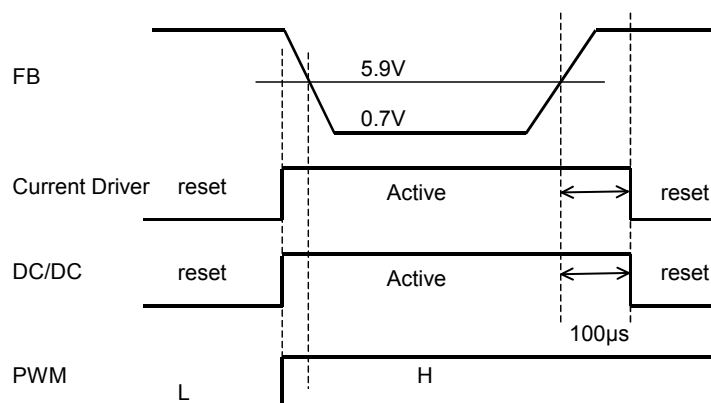 FB
5.9V
0.7V
Current Driver reset Active reset
DC/DC reset Active reset
100µs
PWM L H